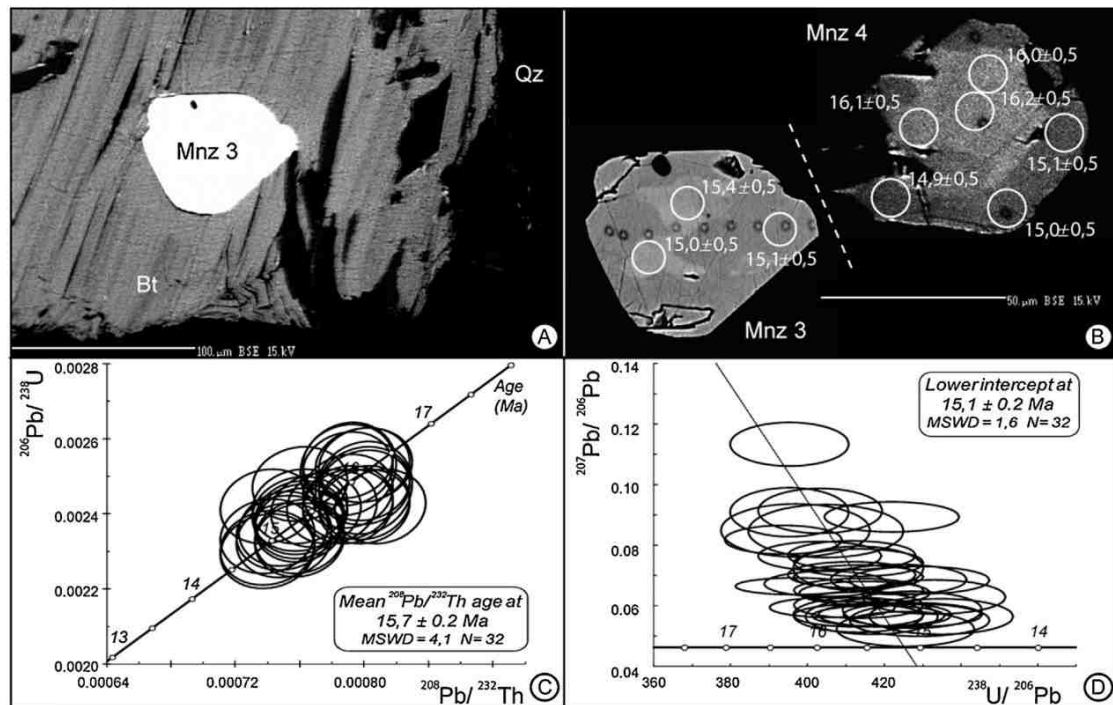 Mnz 3
Qz
Bt
100. µm BSE 15.kV
A
Mnz 4
16,0±0,5
16,1±0,5
16,2±0,5
15,1±0,5
14,9±0,5
15,0±0,5
15,4±0,5
15,0±0,5
15,1±0,5
Mnz 3
50. µm BSE 15.kV
B
206Pb/ 238U
0.0028
0.0026
0.0024
0.0022
0.0020
Age
(Ma)
17
15
14
13
Mean 208Pb/232Th age at
15,7 ± 0.2 Ma
MSWD = 4,1 N= 32
0.00064
0.00072
0.00080
208Pb/ 232Th
C
207Pb/ 206Pb
0.14
0.12
0.10
0.08
0.06
0.04
Lower intercept at
15,1 ± 0.2 Ma
MSWD = 1,6 N= 32
17
16
15
14
360
400
420
238U/ 206Pb
D